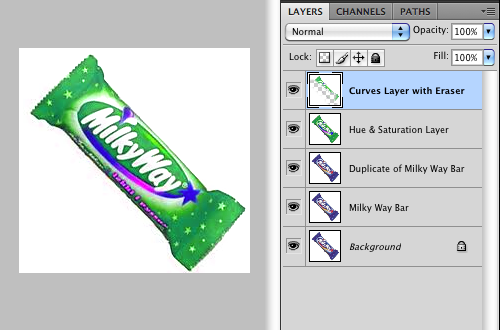 LAYERS CHANNELS PATHS
Normal Opacity: 100%
Lock: Fill: 100%
Curves Layer with Eraser
Hue & Saturation Layer
Duplicate of Milky Way Bar
Milky Way Bar
Background
MilkyWay